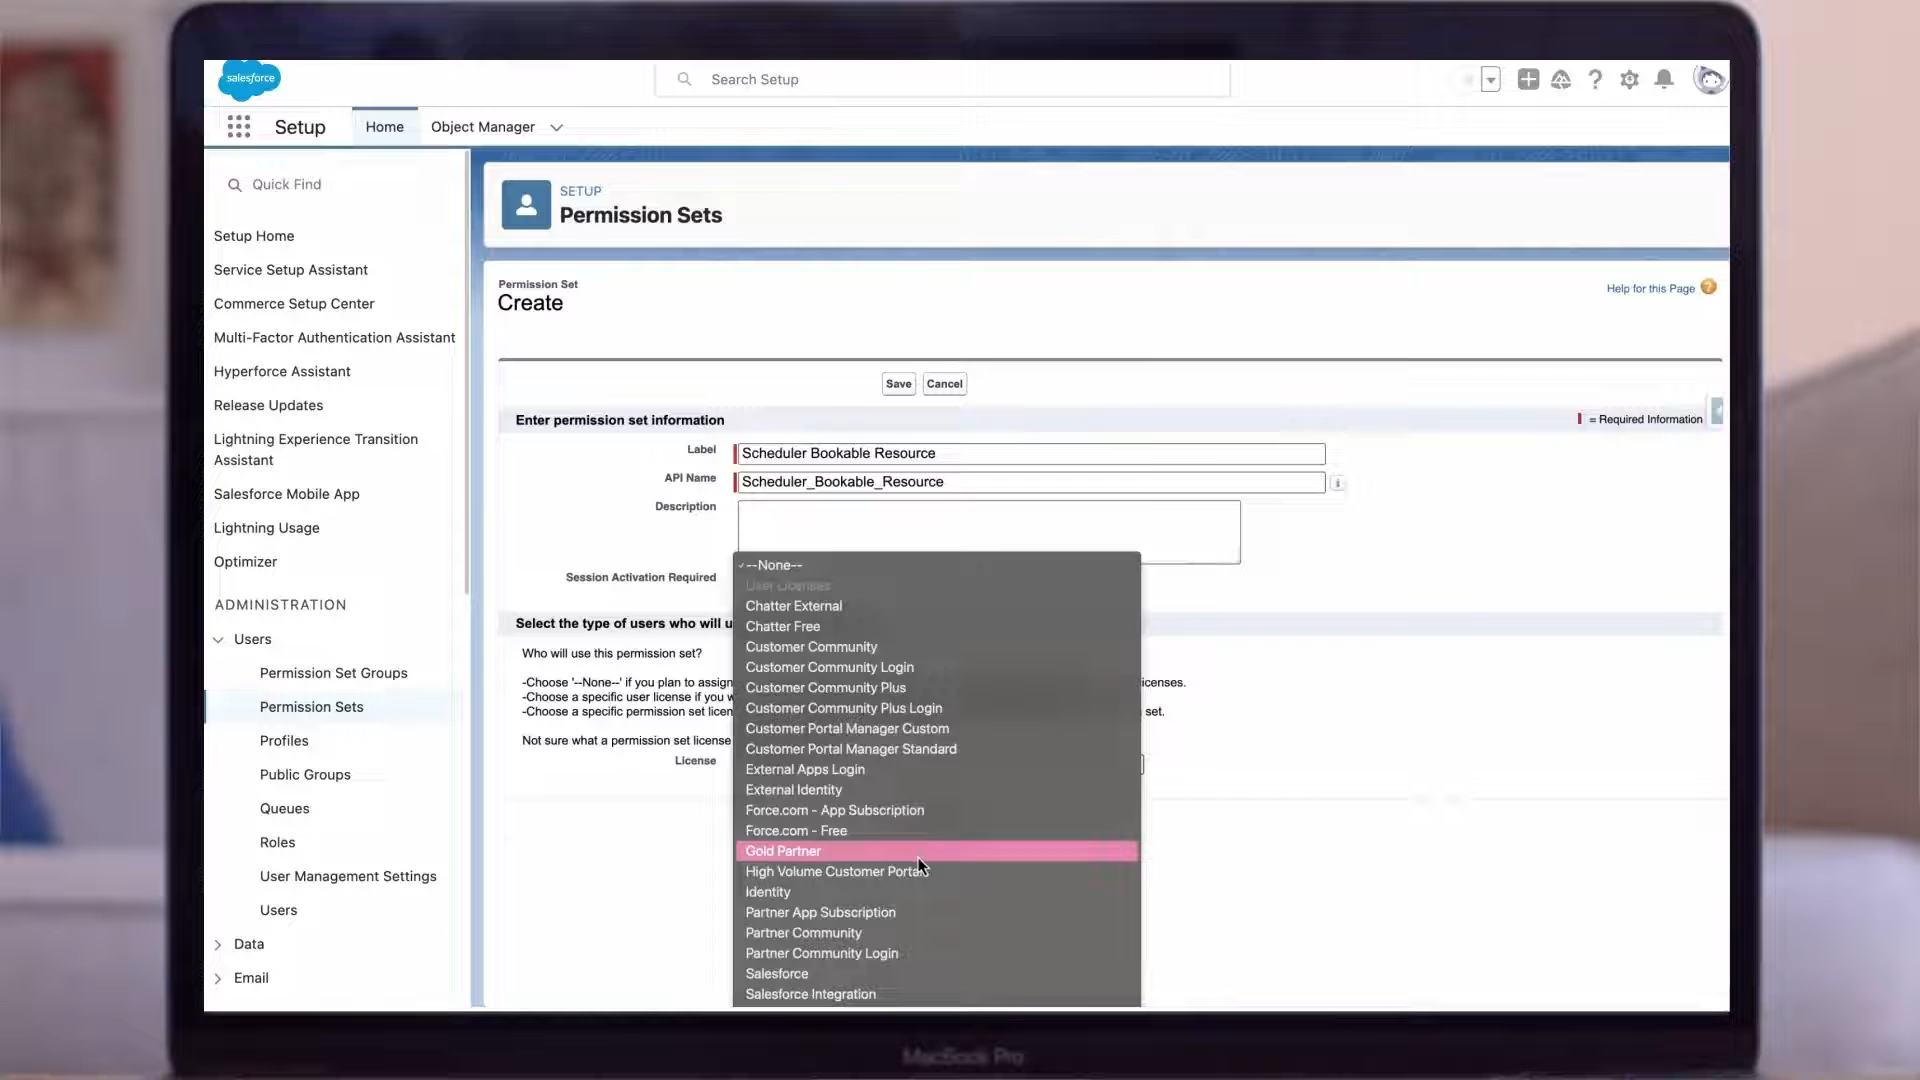 salesforce
Search Setup
Setup
Home
Object Manager
Quick Find
Setup Home
Service Setup Assistant
Commerce Setup Center
Multi-Factor Authentication Assistant
Hyperforce Assistant
Release Updates
Lightning Experience Transition
Assistant
Salesforce Mobile App
Lightning Usage
Optimizer
ADMINISTRATION
Users
Permission Set Groups
Permission Sets
Profiles
Public Groups
Queues
Roles
User Management Settings
Users
Data
Email
SETUP
Permission Sets
Permission Set
Create
Help for this Page
Save Cancel
Enter permission set information
= Required Information
Label Scheduler Bookable Resource
API Name Scheduler_Bookable_Resource
Description
Session Activation Required
Select the type of users who will u
Who will use this permission set?
-Choose '--None--' if you plan to assign icenses.
-Choose a specific user license if you w
-Choose a specific permission set licen set.
Not sure what a permission set license
License
--None--
User Licenses
Chatter External
Chatter Free
Customer Community
Customer Community Login
Customer Community Plus
Customer Community Plus Login
Customer Portal Manager Custom
Customer Portal Manager Standard
External Apps Login
External Identity
Force.com - App Subscription
Force.com - Free
Gold Partner
High Volume Customer Portal
Identity
Partner App Subscription
Partner Community
Partner Community Login
Salesforce
Salesforce Integration
MacBook Pro